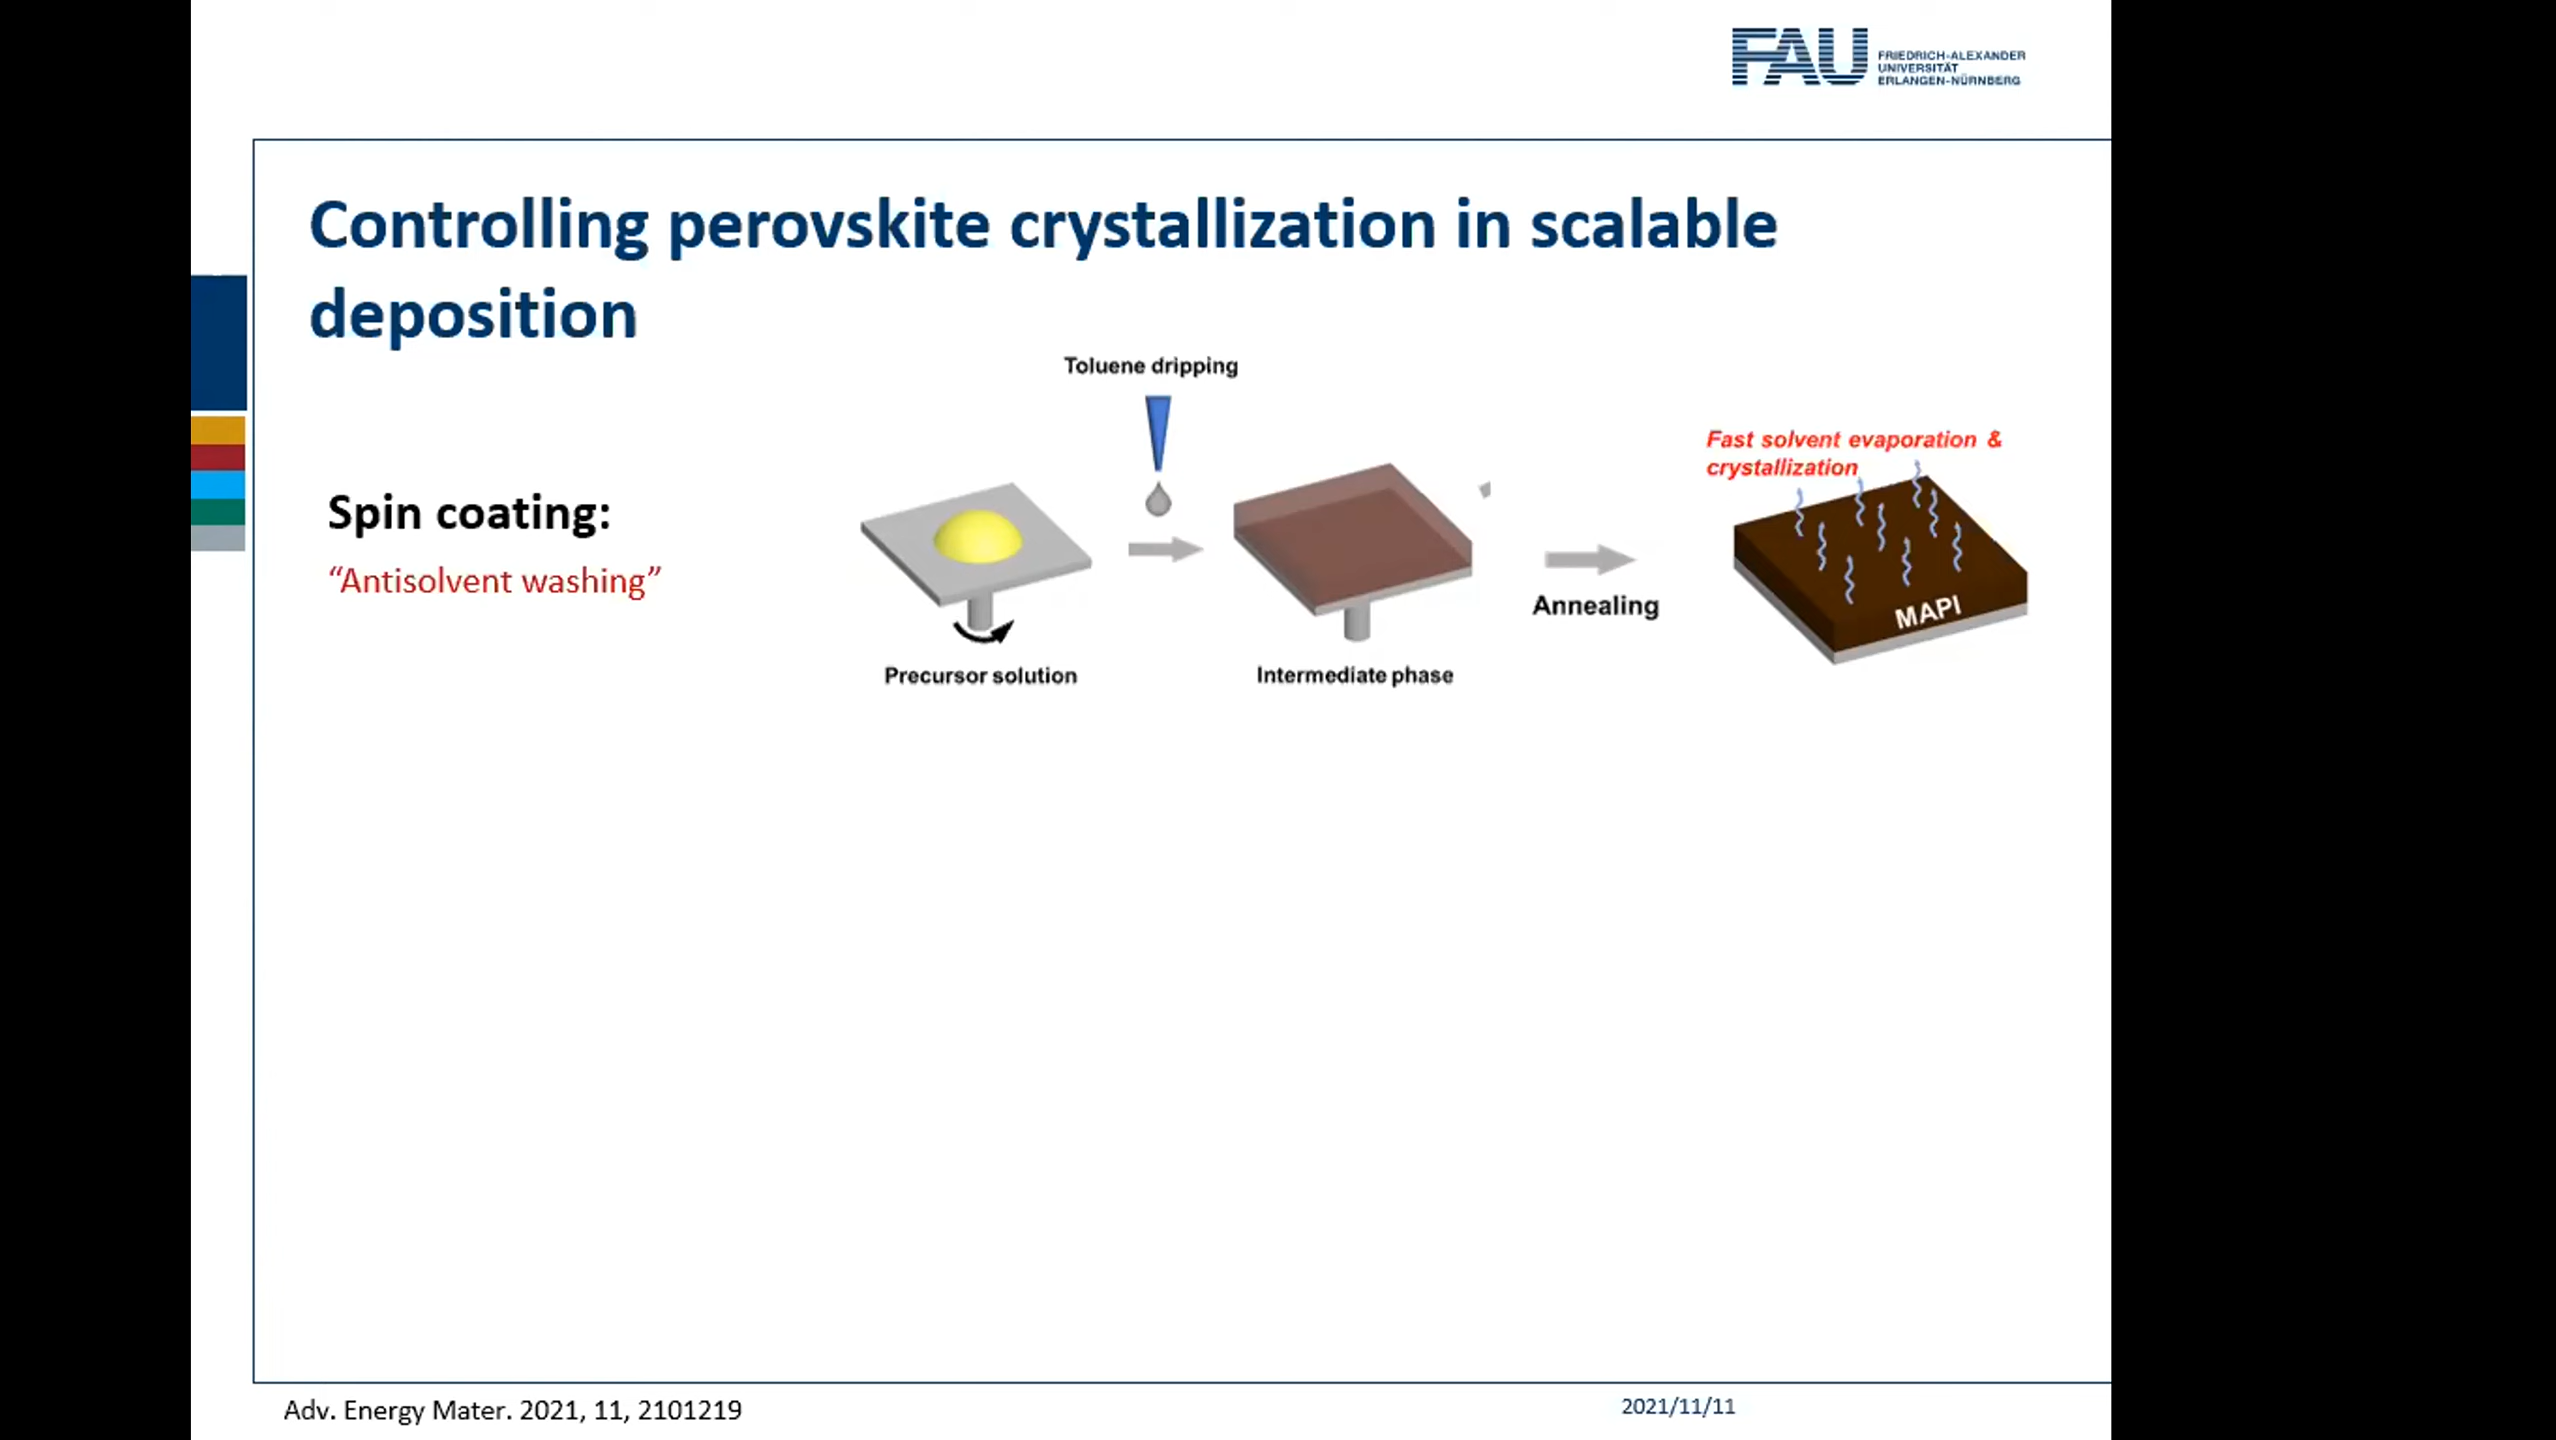 FAU
FRIEDRICH-ALEXANDER
UNIVERSITÄT
ERLANGEN-NÜRNBERG
Controlling perovskite crystallization in scalable
deposition
Toluene dripping
Fast solvent evaporation &
crystallization
Spin coating:
“Antisolvent washing”
Annealing
MAPI
Precursor solution
Intermediate phase
Adv. Energy Mater. 2021, 11, 2101219
2021/11/11